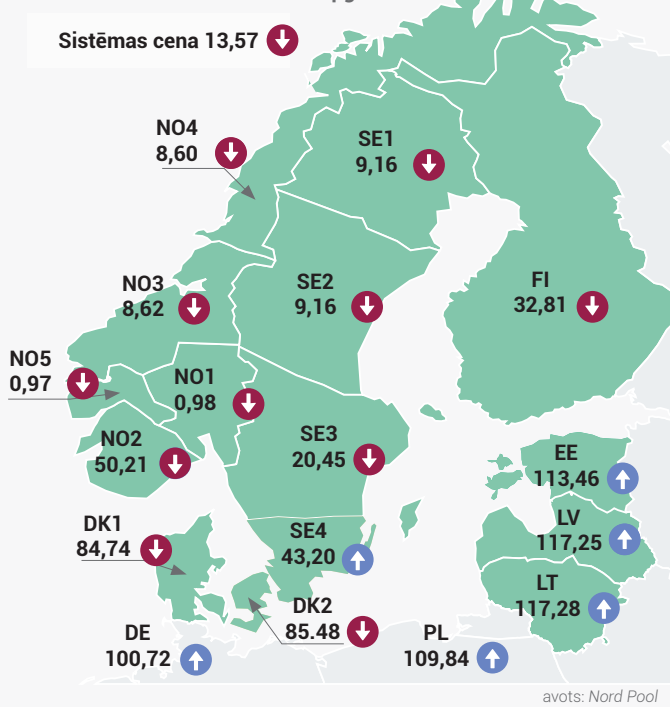 Sistēmas cena 13,57
NO4
8,60
SE1
9,16
NO3
8,62
SE2
9,16
FI
32,81
NO5
0,97
NO1
0,98
NO2
50,21
SE3
20,45
EE
113,46
LV
117,25
DK1
84,74
SE4
43,20
LT
117,28
DK2
85.48
DE
100,72
PL
109,84
avots: Nord Pool